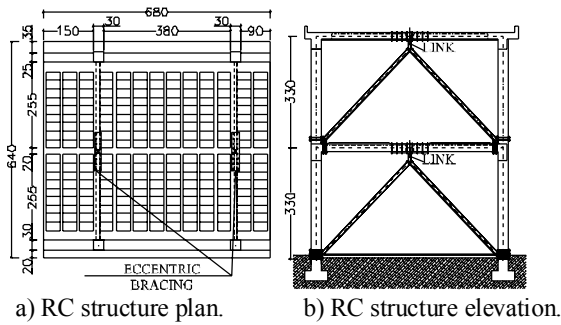 680
30 30
150 380 90
35
25
255
20
255
30
20
640
ECCENTRIC
BRACING
LINK
330
LINK
330
a) RC structure plan.
b) RC structure elevation.